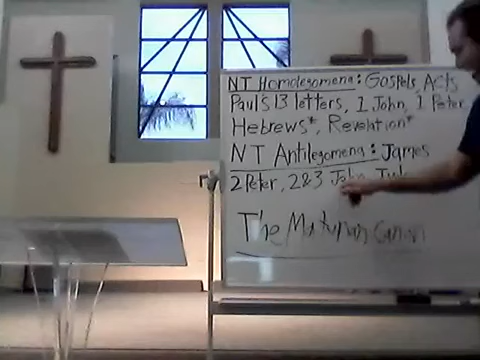 NT Homolegomena: Gospels, Acts
Paul's 13 letters, 1 John, 1 Peter
Hebrews*, Revelation*
NT Antilegomena: James
2 Peter, 2&3 John,
The Canon